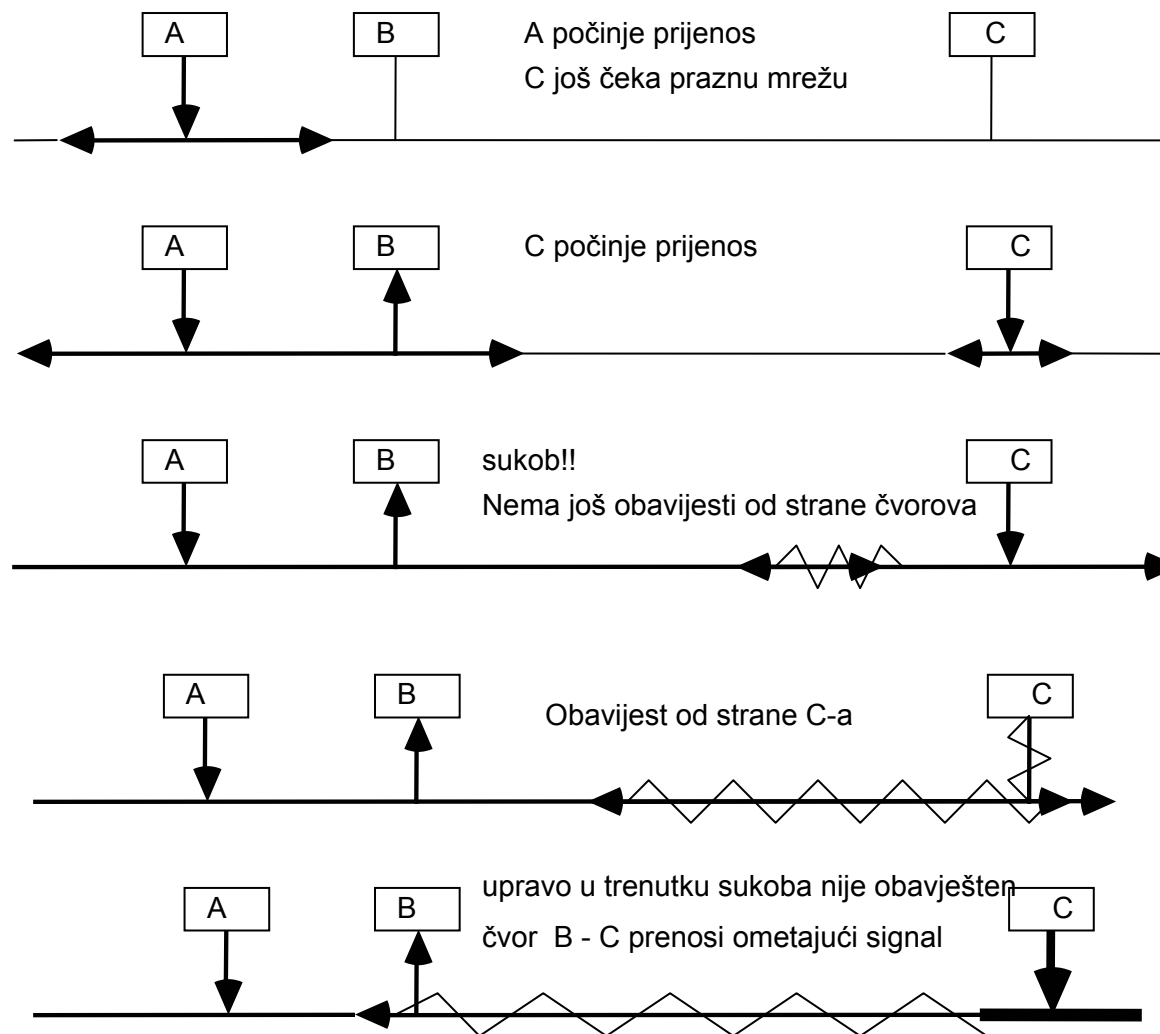 A B A počinje prijenos C
C još čeka praznu mrežu
A B C počinje prijenos C
A B sukob!! C
Nema još obavijesti od strane čvorova
A B Obavijest od strane C-a C
upravo u trenutku sukoba nije obavješten
A B C
čvor B - C prenosi ometajući signal